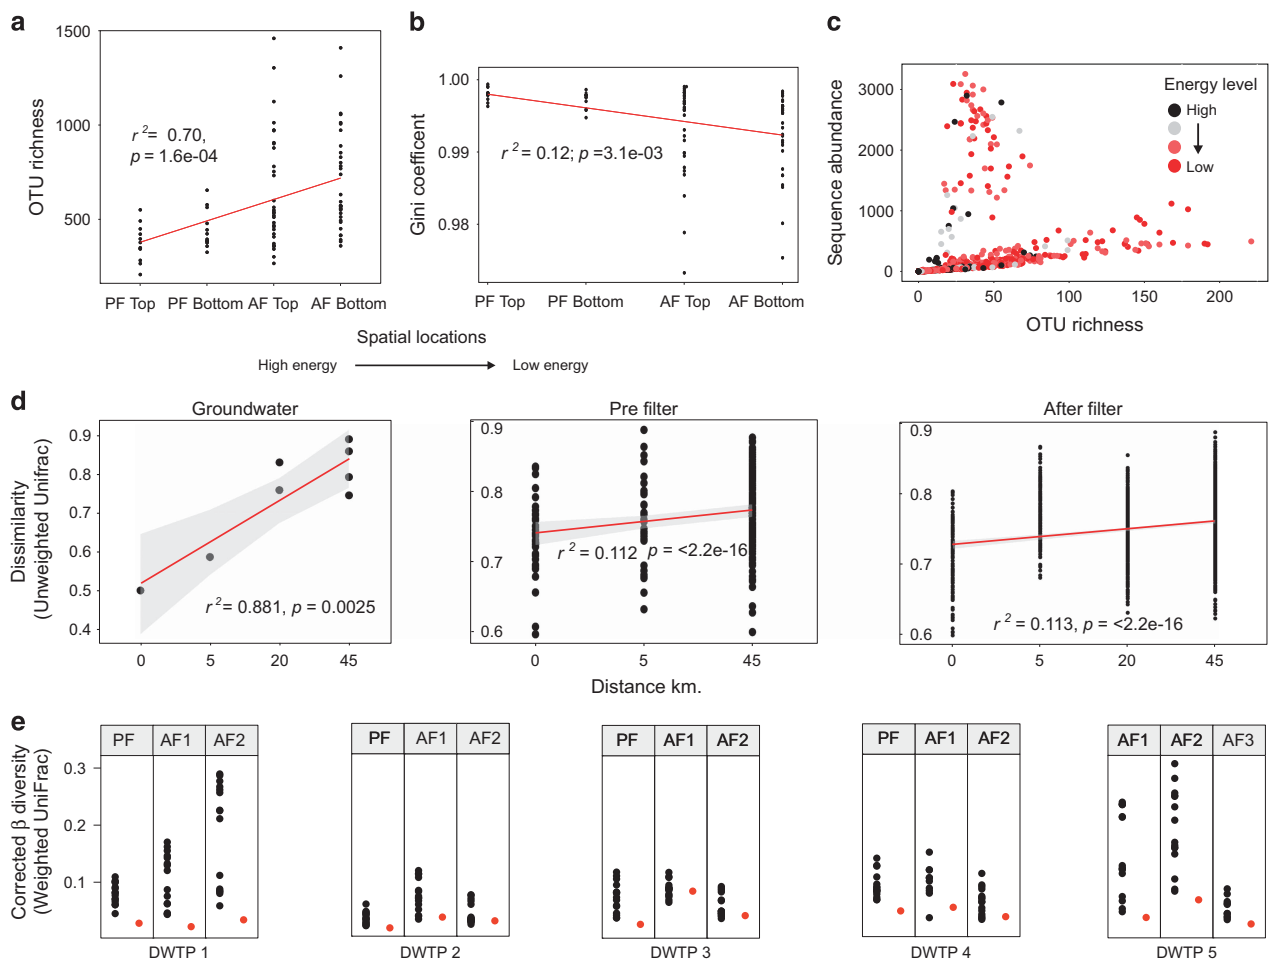 a
1500
1000
500
OTU richness
r² = 0.70,
p = 1.6e-04
PF Top PF Bottom AF Top AF Bottom
b
1.00
0.99
0.98
Gini coefficent
r² = 0.12; p =3.1e-03
PF Top PF Bottom AF Top AF Bottom
Spatial locations
High energy Low energy
c
3000
2000
1000
0
Sequence abundance
Energy level
High
Low
0 50 100 150 200
OTU richness
d
Groundwater
0.9
0.8
0.7
0.6
0.5
0.4
Dissimilarity
(Unweighted Unifrac)
r² = 0.881, p = 0.0025
0 5 20 45
Pre filter
0.9
0.8
0.7
0.6
r² = 0.112 p = <2.2e-16
0 5 45
Distance km.
After filter
0.9
0.8
0.7
0.6
r² = 0.113, p = <2.2e-16
0 5 20 45
e
Corrected β diversity
(Weighted UniFrac)
0.3
0.2
0.1
PF AF1 AF2
DWTP 1
PF AF1 AF2
DWTP 2
PF AF1 AF2
DWTP 3
PF AF1 AF2
DWTP 4
AF1 AF2 AF3
DWTP 5